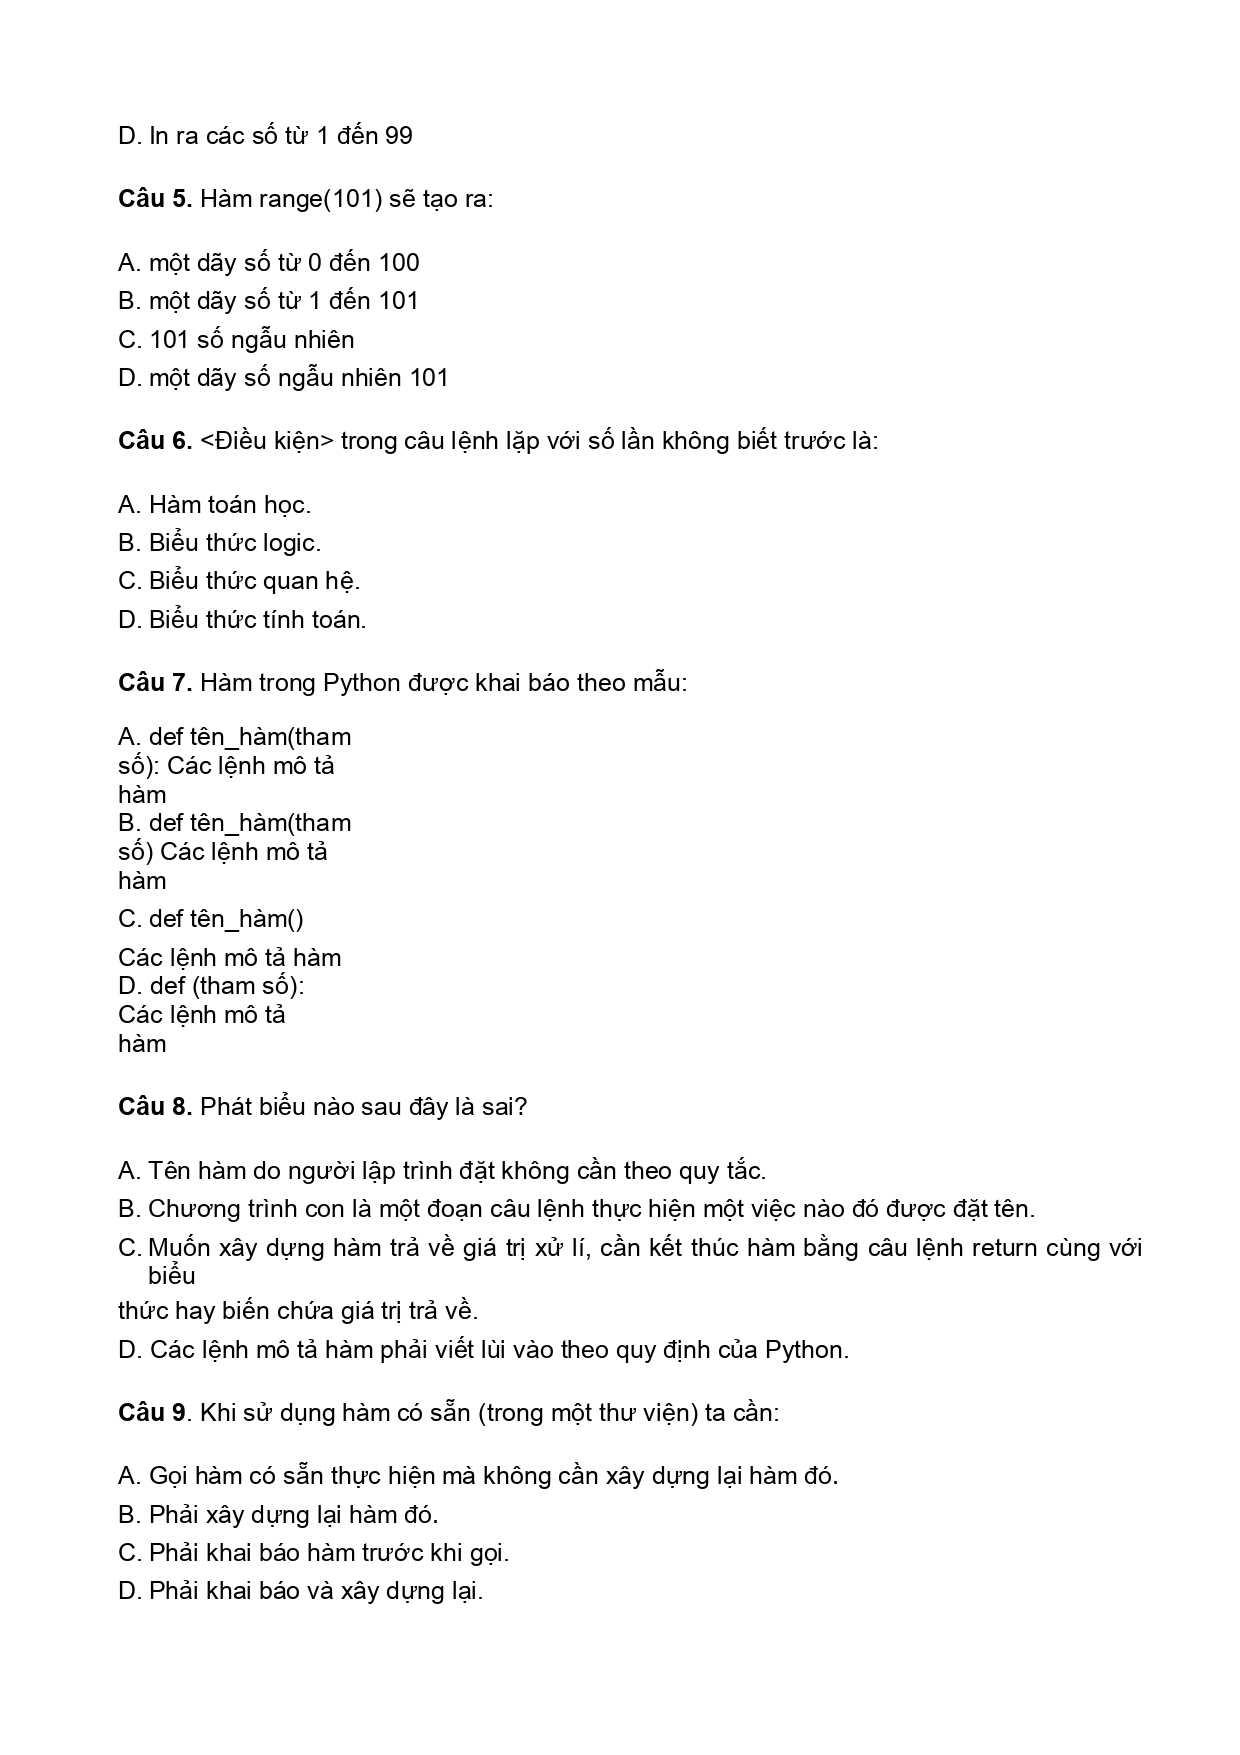 D. In ra các số từ 1 đến 99
Câu 5. Hàm range(101) sẽ tạo ra:
A. một dãy số từ 0 đến 100
B. một dãy số từ 1 đến 101
C. 101 số ngẫu nhiên
D. một dãy số ngẫu nhiên 101
Câu 6. <Điều kiện> trong câu lệnh lặp với số lần không biết trước là:
A. Hàm toán học.
B. Biểu thức logic.
C. Biểu thức quan hệ.
D. Biểu thức tính toán.
Câu 7. Hàm trong Python được khai báo theo mẫu:
A. def tên_hàm(tham
số): Các lệnh mô tả
hàm
B. def tên_hàm(tham
số) Các lệnh mô tả
hàm
C. def tên_hàm()
Các lệnh mô tả hàm
D. def (tham số):
Các lệnh mô tả
hàm
Câu 8. Phát biểu nào sau đây là sai?
A. Tên hàm do người lập trình đặt không cần theo quy tắc.
B. Chương trình con là một đoạn câu lệnh thực hiện một việc nào đó được đặt tên.
C. Muốn xây dựng hàm trả về giá trị xử lí, cần kết thúc hàm bằng câu lệnh return cùng với
biểu
thức hay biến chứa giá trị trả về.
D. Các lệnh mô tả hàm phải viết lùi vào theo quy định của Python.
Câu 9. Khi sử dụng hàm có sẵn (trong một thư viện) ta cần:
A. Gọi hàm có sẵn thực hiện mà không cần xây dựng lại hàm đó.
B. Phải xây dựng lại hàm đó.
C. Phải khai báo hàm trước khi gọi.
D. Phải khai báo và xây dựng lại.